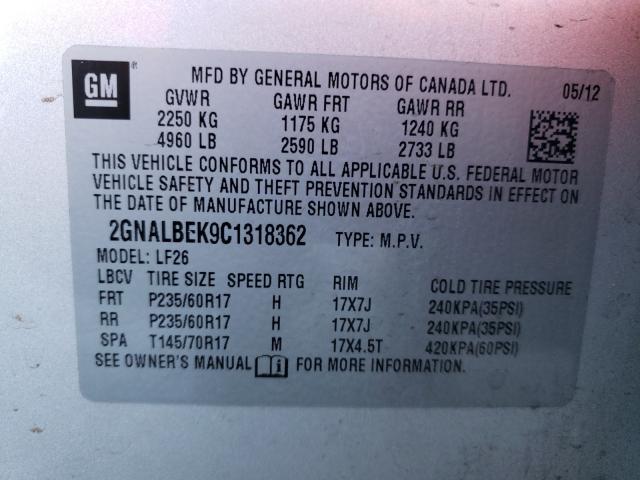 GM ®
MFD BY GENERAL MOTORS OF CANADA LTD. 05/12
GVWR GAWR FRT GAWR RR
2250 KG 1175 KG 1240 KG
4960 LB 2590 LB 2733 LB
THIS VEHICLE CONFORMS TO ALL APPLICABLE U.S. FEDERAL MOTOR
VEHICLE SAFETY AND THEFT PREVENTION STANDARDS IN EFFECT ON
THE DATE OF MANUFACTURE SHOWN ABOVE.
2GNALBEK9C1318362 TYPE: M.P.V.
MODEL: LF26
LBCV TIRE SIZE SPEED RTG RIM COLD TIRE PRESSURE
FRT P235/60R17 H 17X7J 240KPA(35PSI)
RR P235/60R17 H 17X7J 240KPA(35PSI)
SPA T145/70R17 M 17X4.5T 420KPA(60PSI)
SEE OWNER'S MANUAL i FOR MORE INFORMATION.